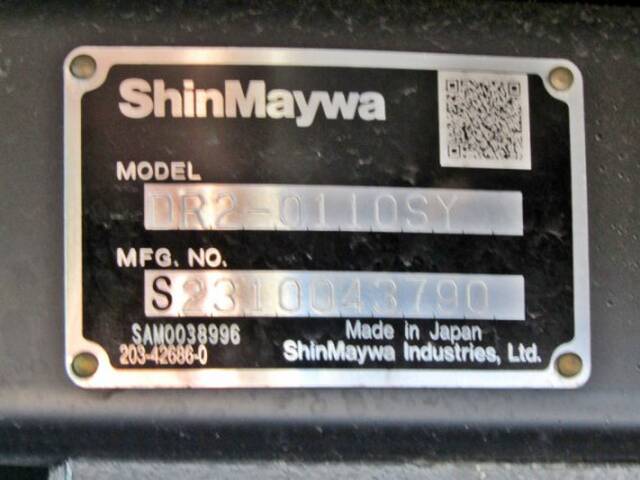 ShinMaywa
MODEL
DR2-0110SY
MFG. NO.
S2310043790
SAM0038996
Made in Japan
203-42686-0
ShinMaywa Industries, Ltd.